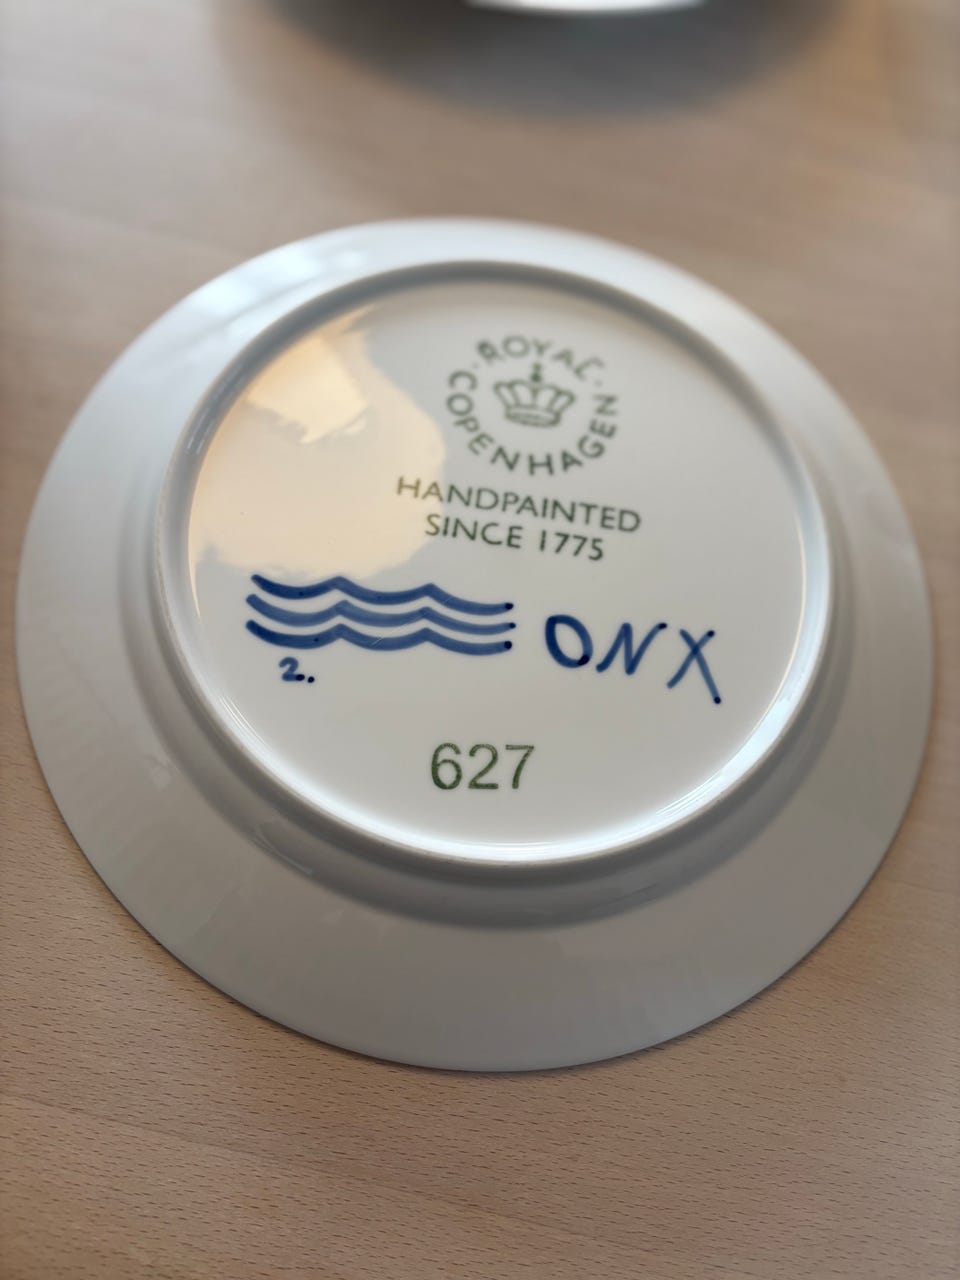 ROYAL COPENHAGEN
HANDPAINTED
SINCE 1775
ONX
2.
627